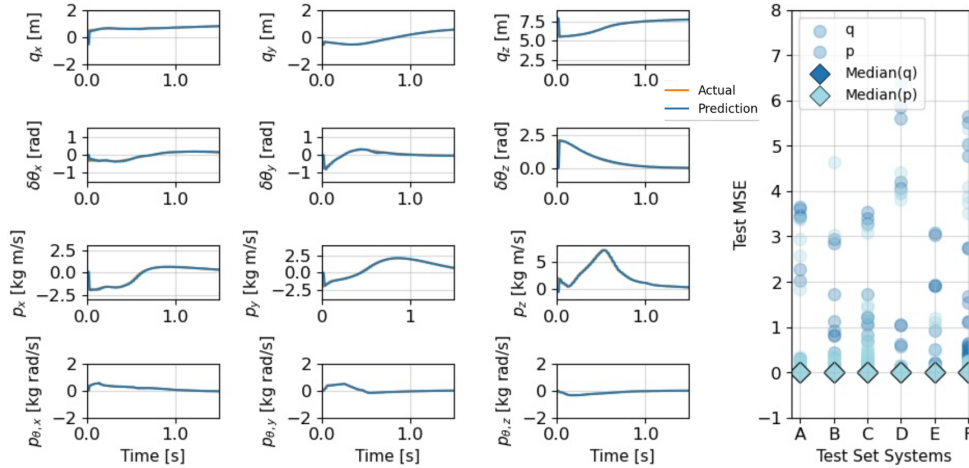 q_x [m]
2
0
−2
0.0
1.0
q_y [m]
2
0
−2
0.0
1.0
q_z [m]
7.5
5.0
2.5
0.0
1.0
Actual
Prediction
δθ_x [rad]
1
0
−1
0.0
1.0
δθ_y [rad]
1
0
−1
0.0
1.0
δθ_z [rad]
2.5
0.0
0.0
1.0
p_x [kg m/s]
2.5
0.0
−2.5
0.0
1.0
p_y [kg m/s]
2.5
0.0
−2.5
0
1
p_z [kg m/s]
5
0
0.0
1.0
p_θ,x [kg rad/s]
2
0
−2
0.0
1.0
Time [s]
p_θ,y [kg rad/s]
2
0
−2
0
1.0
Time [s]
p_θ,z [kg rad/s]
2
0
−2
0.0
1.0
Time [s]
Test MSE
8
7
6
5
4
3
2
1
0
−1
q
p
Median(q)
Median(p)
A B C D E F
Test Set Systems